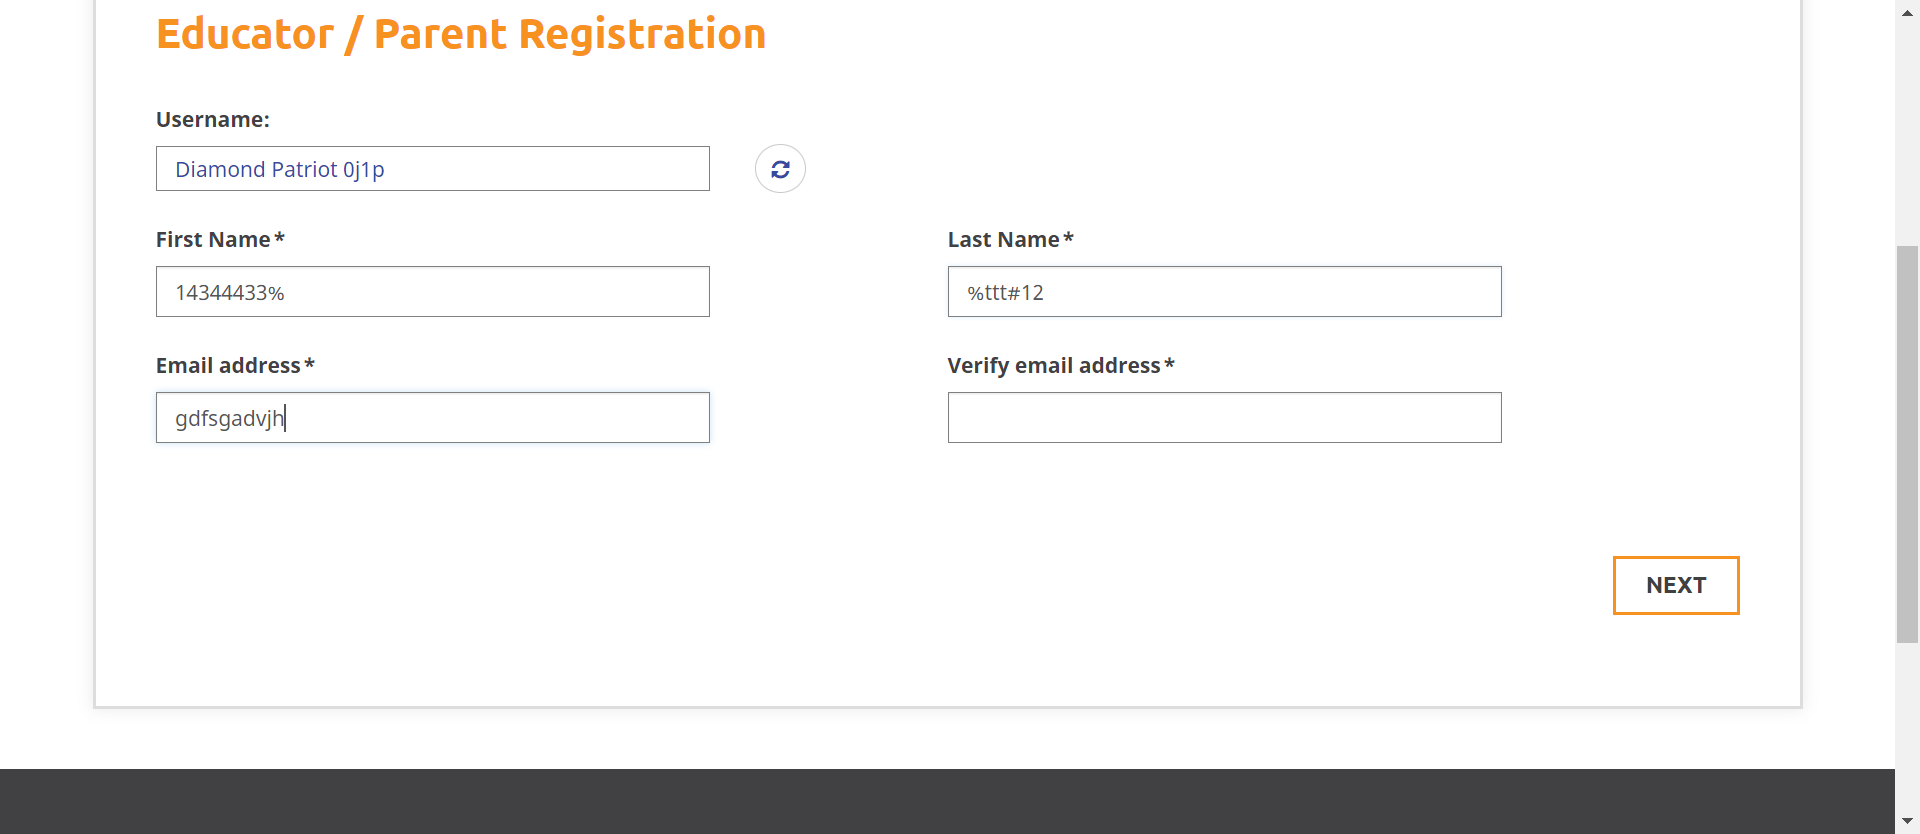 Educator / Parent Registration
Username:
Diamond Patriot 0j1p
First Name*
Last Name*
14344433%
%ttt#12
Email address*
Verify email address*
gdfsgadvjh
NEXT